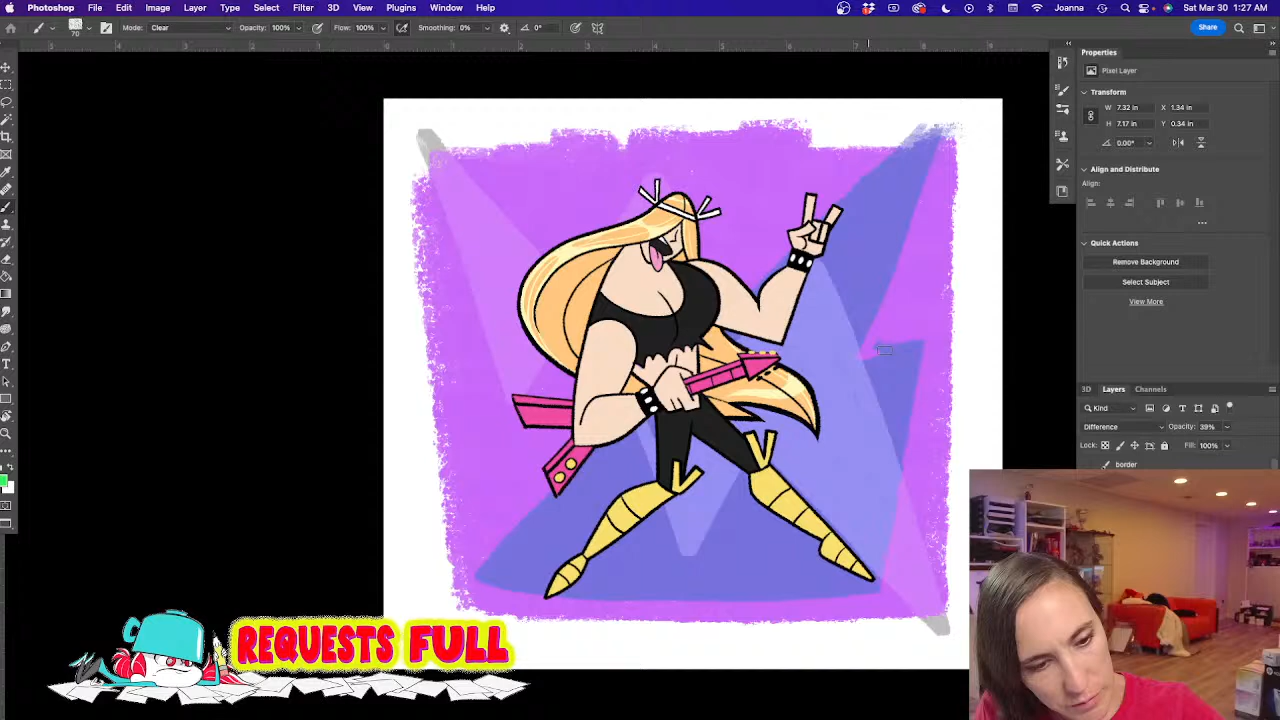 Photoshop File Edit Image Layer Type Select Filter 3D View Plugins Window Help Joanna Sat Mar 30 1:27 AM
70 Mode: Clear Opacity: 100% Flow: 100% Smoothing: 0% 0° Share
Properties
Pixel Layer
Transform
W 7.32 in X 1.34 in
H 7.17 in Y 0.34 in
0.00°
Align and Distribute
Align:
Quick Actions
Remove Background
Select Subject
View More
3D Layers Channels
Kind
Difference Opacity: 39%
Lock: Fill: 100%
border
REQUESTS FULL